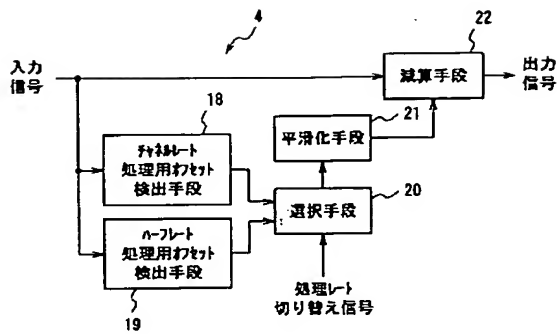 4
22
入力
信号
減算手段
出力
信号
18
21
チャネルレート
処理用オフセット
検出手段
平滑化手段
20
選択手段
ハーフレート
処理用オフセット
検出手段
19
処理レート
切り替え信号